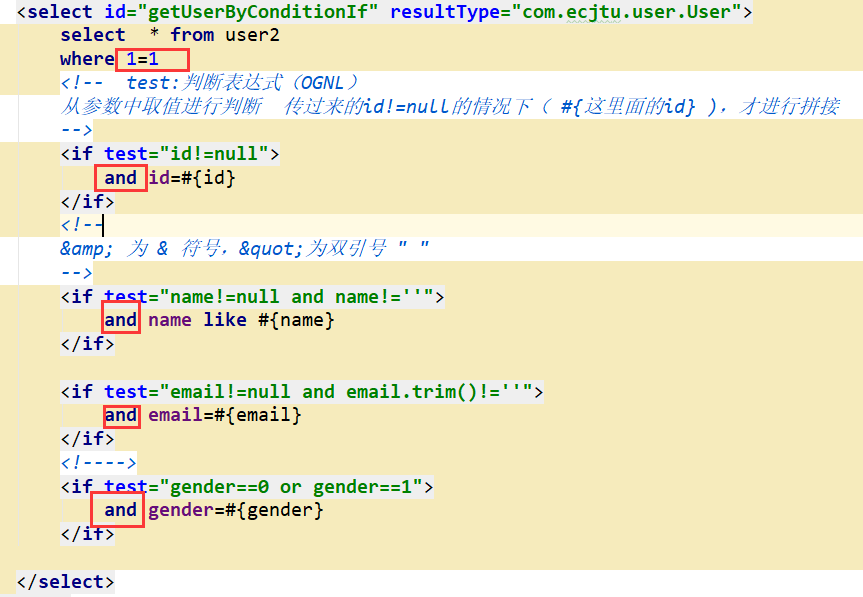 <select id="getUserByConditionIf" resultType="com.ecjtu.user.User">
select  * from user2
where 1=1
<!--  test:判断表达式（OGNL）
从参数中取值进行判断  传过来的id!=null的情况下（ #{这里面的id} ），才进行拼接
-->
<if test="id!=null">
and id=#{id}
</if>
<!--
&amp; 为 & 符号，&quot;为双引号 " "
-->
<if test="name!=null and name!=''">
and name like #{name}
</if>
<if test="email!=null and email.trim()!=''">
and email=#{email}
</if>
<!---->
<if test="gender==0 or gender==1">
and gender=#{gender}
</if>
</select>